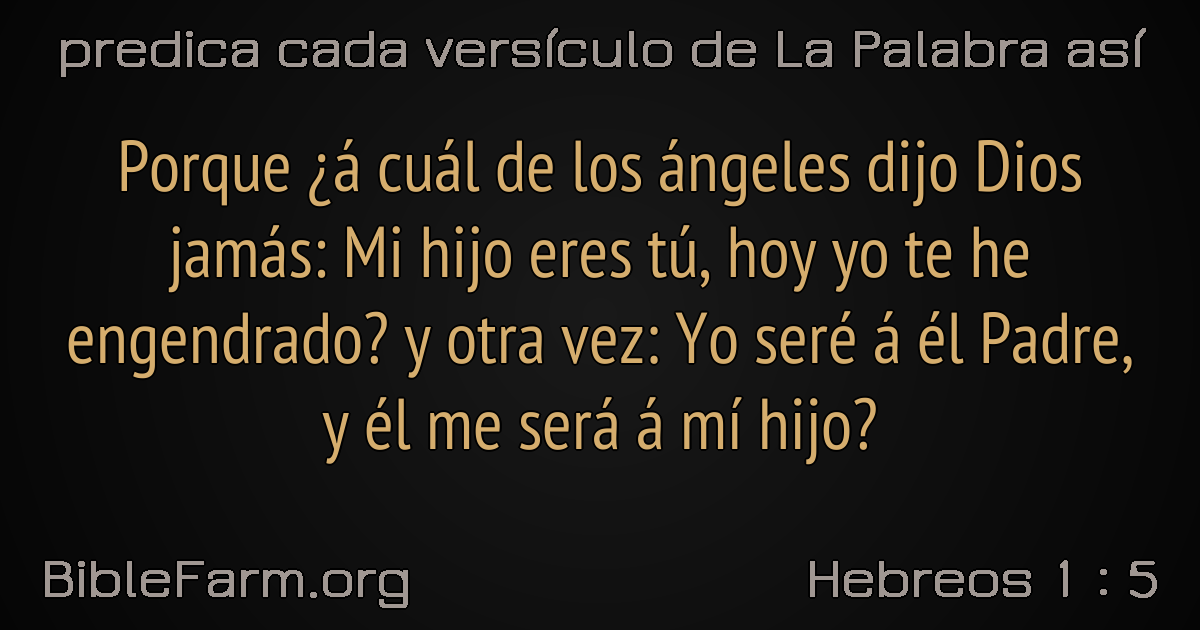 predica cada versículo de La Palabra así
Porque ¿á cuál de los ángeles dijo Dios
jamás: Mi hijo eres tú, hoy yo te he
engendrado? y otra vez: Yo seré á él Padre,
y él me será á mí hijo?
BibleFarm.org
Hebreos 1 : 5